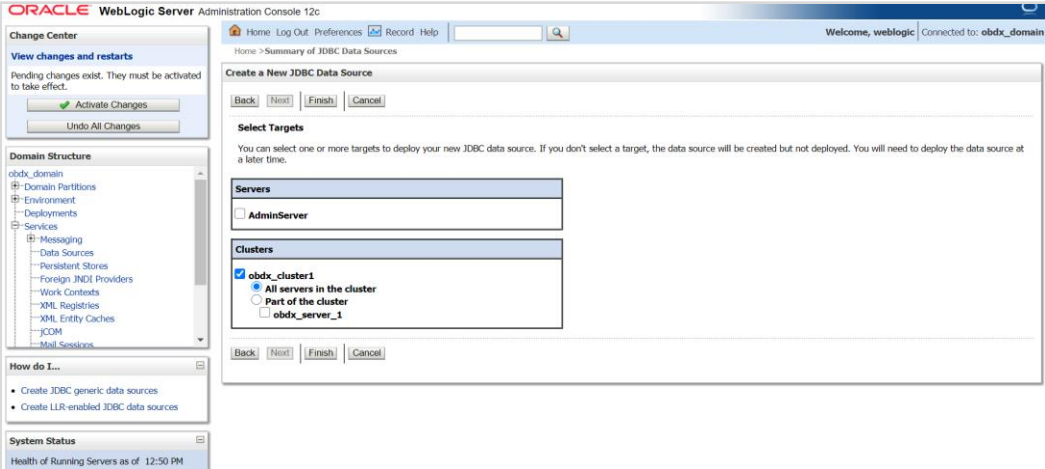 ORACLE WebLogic Server Administration Console 12c
Change Center
View changes and restarts
Pending changes exist. They must be activated
to take effect.
Activate Changes
Undo All Changes
Domain Structure
obdx_domain
Domain Partitions
Environment
Deployments
Services
Messaging
Data Sources
Persistent Stores
Foreign JNDI Providers
Work Contexts
XML Registries
XML Entity Caches
jCOM
Mail Sessions
How do I...
Create JDBC generic data sources
Create LLR-enabled JDBC data sources
System Status
Health of Running Servers as of 12:50 PM
Home Log Out Preferences Record Help
Welcome, weblogic Connected to: obdx_domain
Home >Summary of JDBC Data Sources
Create a New JDBC Data Source
Back Next Finish Cancel
Select Targets
You can select one or more targets to deploy your new JDBC data source. If you don't select a target, the data source will be created but not deployed. You will need to deploy the data source at
a later time.
Servers
AdminServer
Clusters
obdx_cluster1
All servers in the cluster
Part of the cluster
obdx_server_1
Back Next Finish Cancel